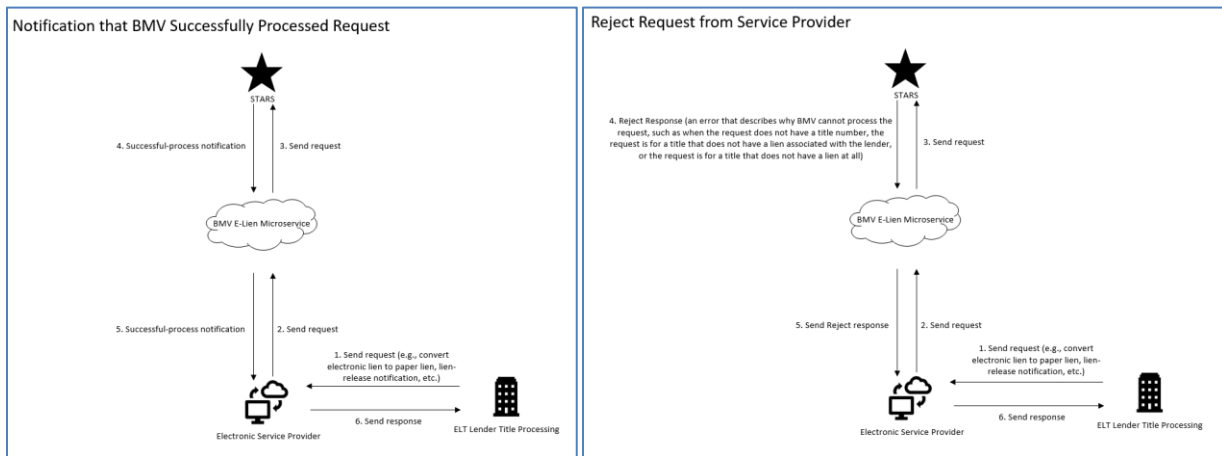 Notification that BMV Successfully Processed Request
STARS
4. Successful-process notification
3. Send request
BMV E-Lien Microservice
5. Successful-process notification
2. Send request
1. Send request (e.g., convert
electronic lien to paper lien, lien-
release notification, etc.)
6. Send response
Electronic Service Provider
ELT Lender Title Processing
Reject Request from Service Provider
STARS
4. Reject Response (an error that describes why BMV cannot process the
request, such as when the request does not have a title number, the
request is for a title that does not have a lien associated with the lender,
or the request is for a title that does not have a lien at all)
3. Send request
BMV E-Lien Microservice
5. Send Reject response
2. Send request
1. Send request (e.g., convert
electronic lien to paper lien, lien-
release notification, etc.)
6. Send response
Electronic Service Provider
ELT Lender Title Processing